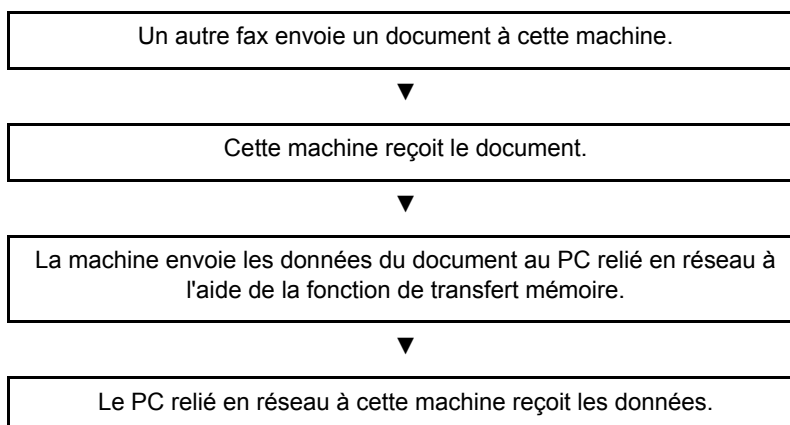 Un autre fax envoie un document à cette machine.
▼
Cette machine reçoit le document.
▼
La machine envoie les données du document au PC relié en réseau à
l'aide de la fonction de transfert mémoire.
▼
Le PC relié en réseau à cette machine reçoit les données.